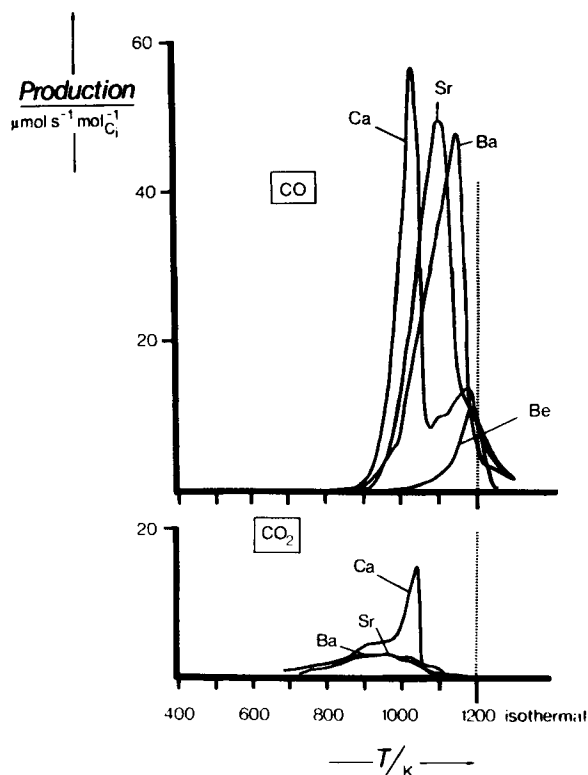 60
Production
μmol s⁻¹ mol⁻¹Ci
Sr
Ca
Ba
40
CO
20
Be
20
CO₂
Ca
Sr
Ba
400 600 800 1000 1200 isothermal
T/K